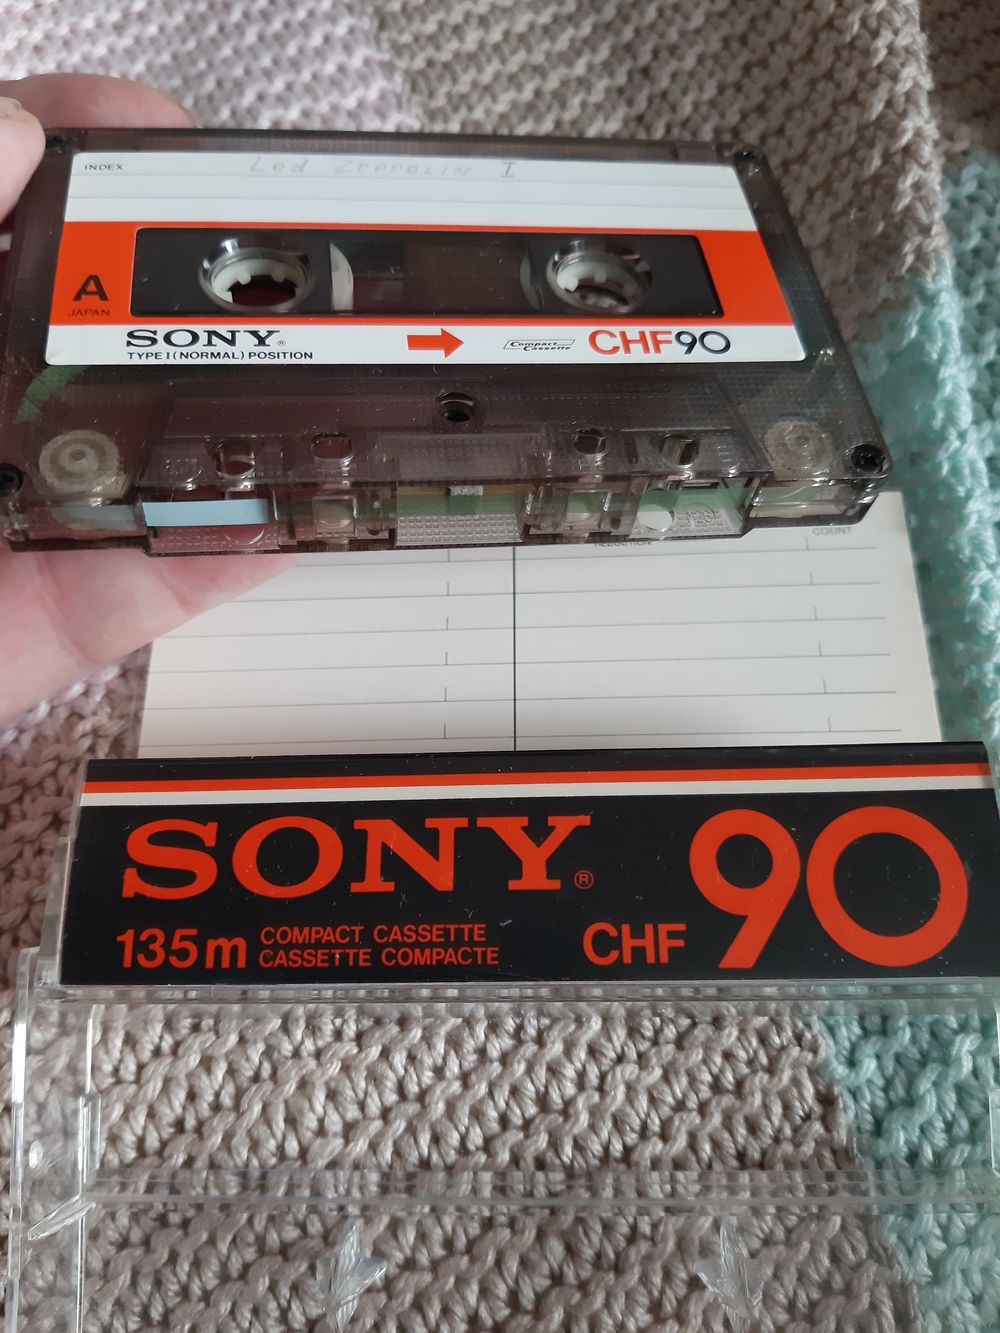 INDEX
Led ZEPPELIN I
A
JAPAN
SONY®
TYPE I (NORMAL) POSITION
Compact Cassette
CHF90
REDUCTION
COUNT
SONY®
135m
COMPACT CASSETTE
CASSETTE COMPACTE
CHF 90